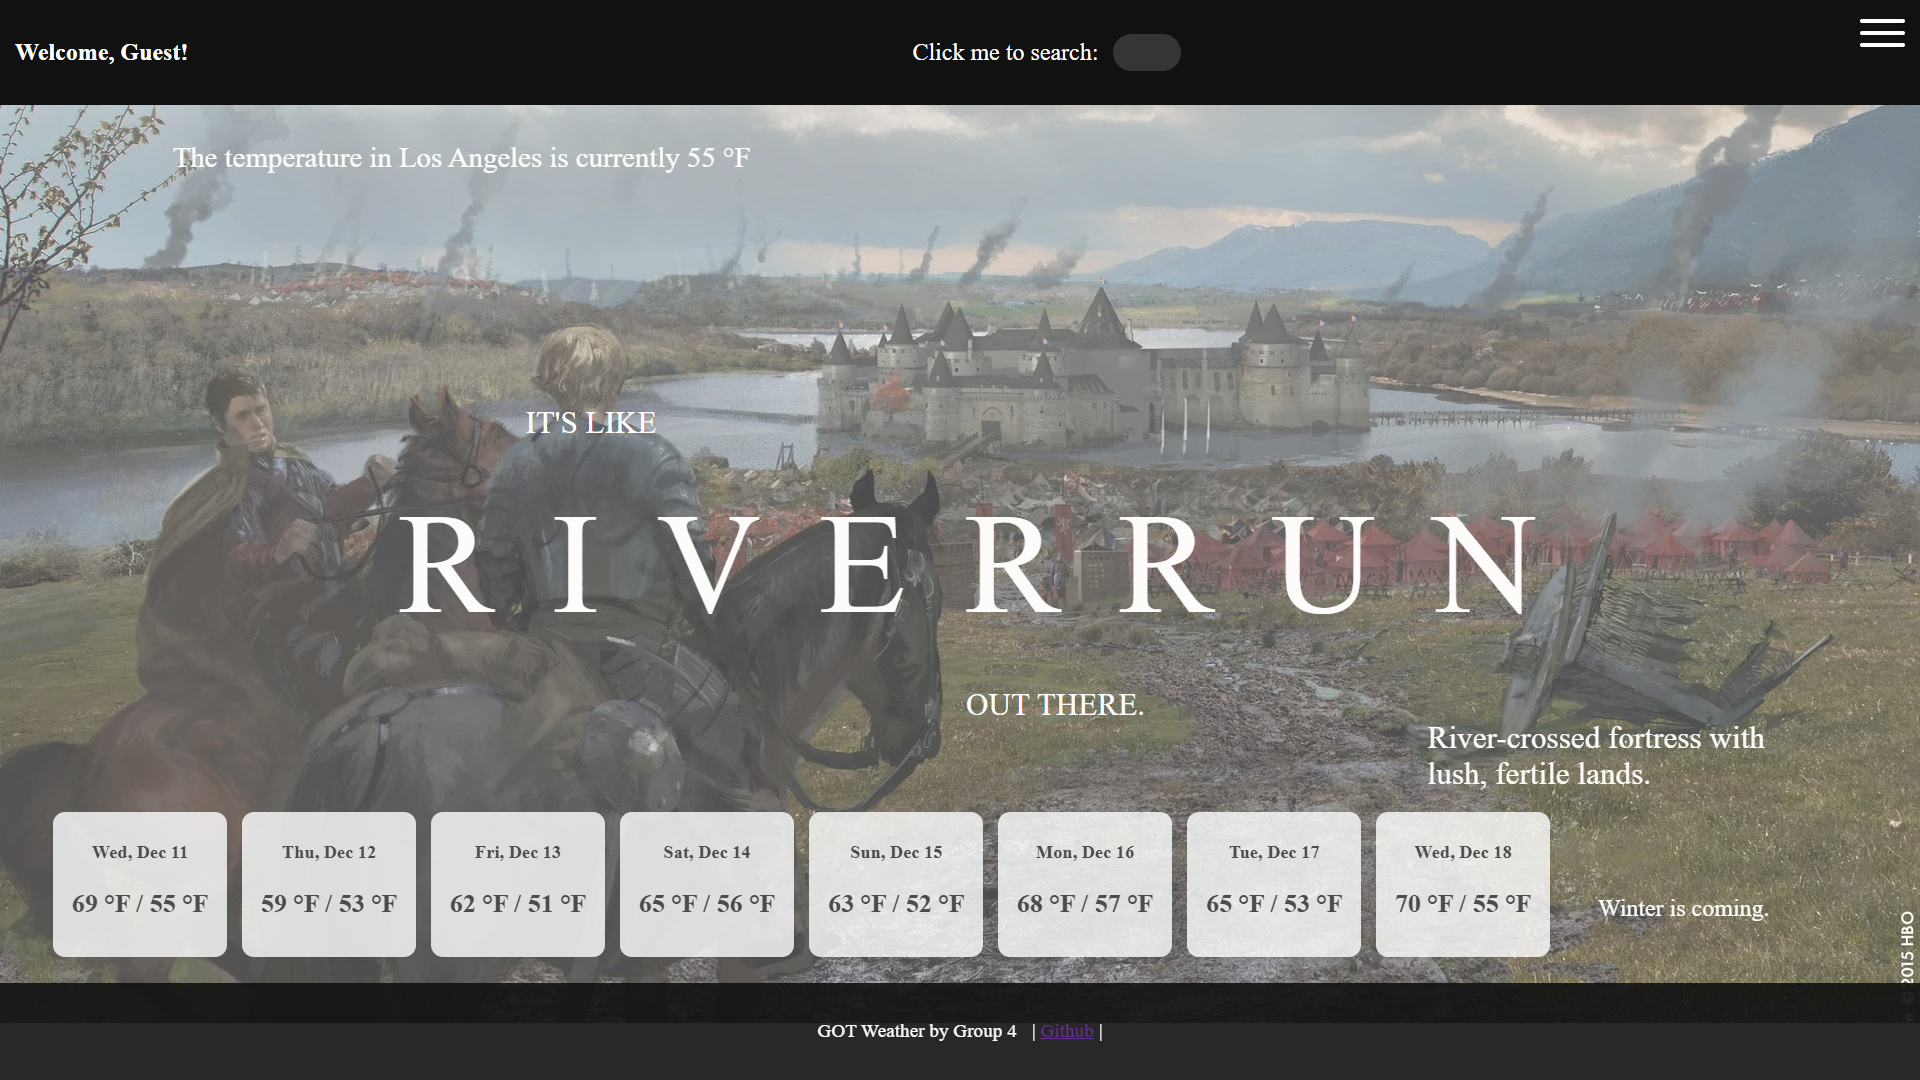 Welcome, Guest!
Click me to search:
The temperature in Los Angeles is currently 55 °F
IT'S LIKE
RIVERRUN
OUT THERE.
River-crossed fortress with
lush, fertile lands.
Wed, Dec 11
69 °F / 55 °F
Thu, Dec 12
59 °F / 53 °F
Fri, Dec 13
62 °F / 51 °F
Sat, Dec 14
65 °F / 56 °F
Sun, Dec 15
63 °F / 52 °F
Mon, Dec 16
68 °F / 57 °F
Tue, Dec 17
65 °F / 53 °F
Wed, Dec 18
70 °F / 55 °F
Winter is coming.
©2015 HBO
GOT Weather by Group 4 | Github |